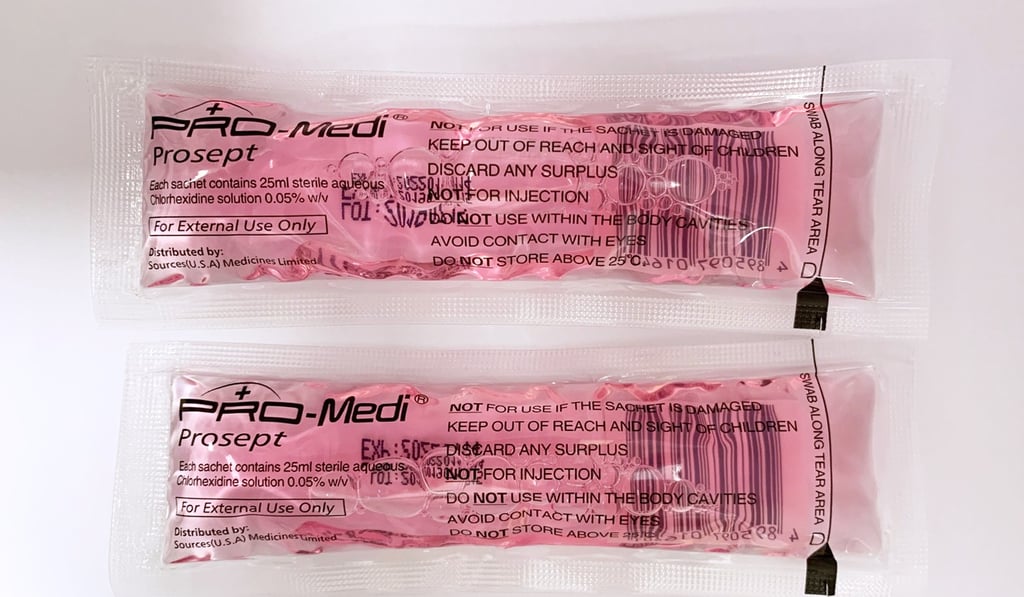 PRO-Medi®
Prosept
Each sachet contains 25ml sterile aqueous
Chlorhexidine solution 0.05% w/v
For External Use Only
Distributed by:
Sources(U.S.A) Medicines Limited
NOT FOR USE IF THE SACHET IS DAMAGED
KEEP OUT OF REACH AND SIGHT OF CHILDREN
DISCARD ANY SURPLUS
NOT FOR INJECTION
DO NOT USE WITHIN THE BODY CAVITIES
AVOID CONTACT WITH EYES
DO NOT STORE ABOVE 25°C
SWAB ALONG TEAR AREA
LOT:
4 895097
PRO-Medi®
Prosept
Each sachet contains 25ml sterile aqueous
Chlorhexidine solution 0.05% w/v
For External Use Only
Distributed by:
Sources(U.S.A) Medicines Limited
NOT FOR USE IF THE SACHET IS DAMAGED
KEEP OUT OF REACH AND SIGHT OF CHILDREN
DISCARD ANY SURPLUS
NOT FOR INJECTION
DO NOT USE WITHIN THE BODY CAVITIES
AVOID CONTACT WITH EYES
DO NOT STORE ABOVE 25°C
SWAB ALONG TEAR AREA
EXP:
LOT: